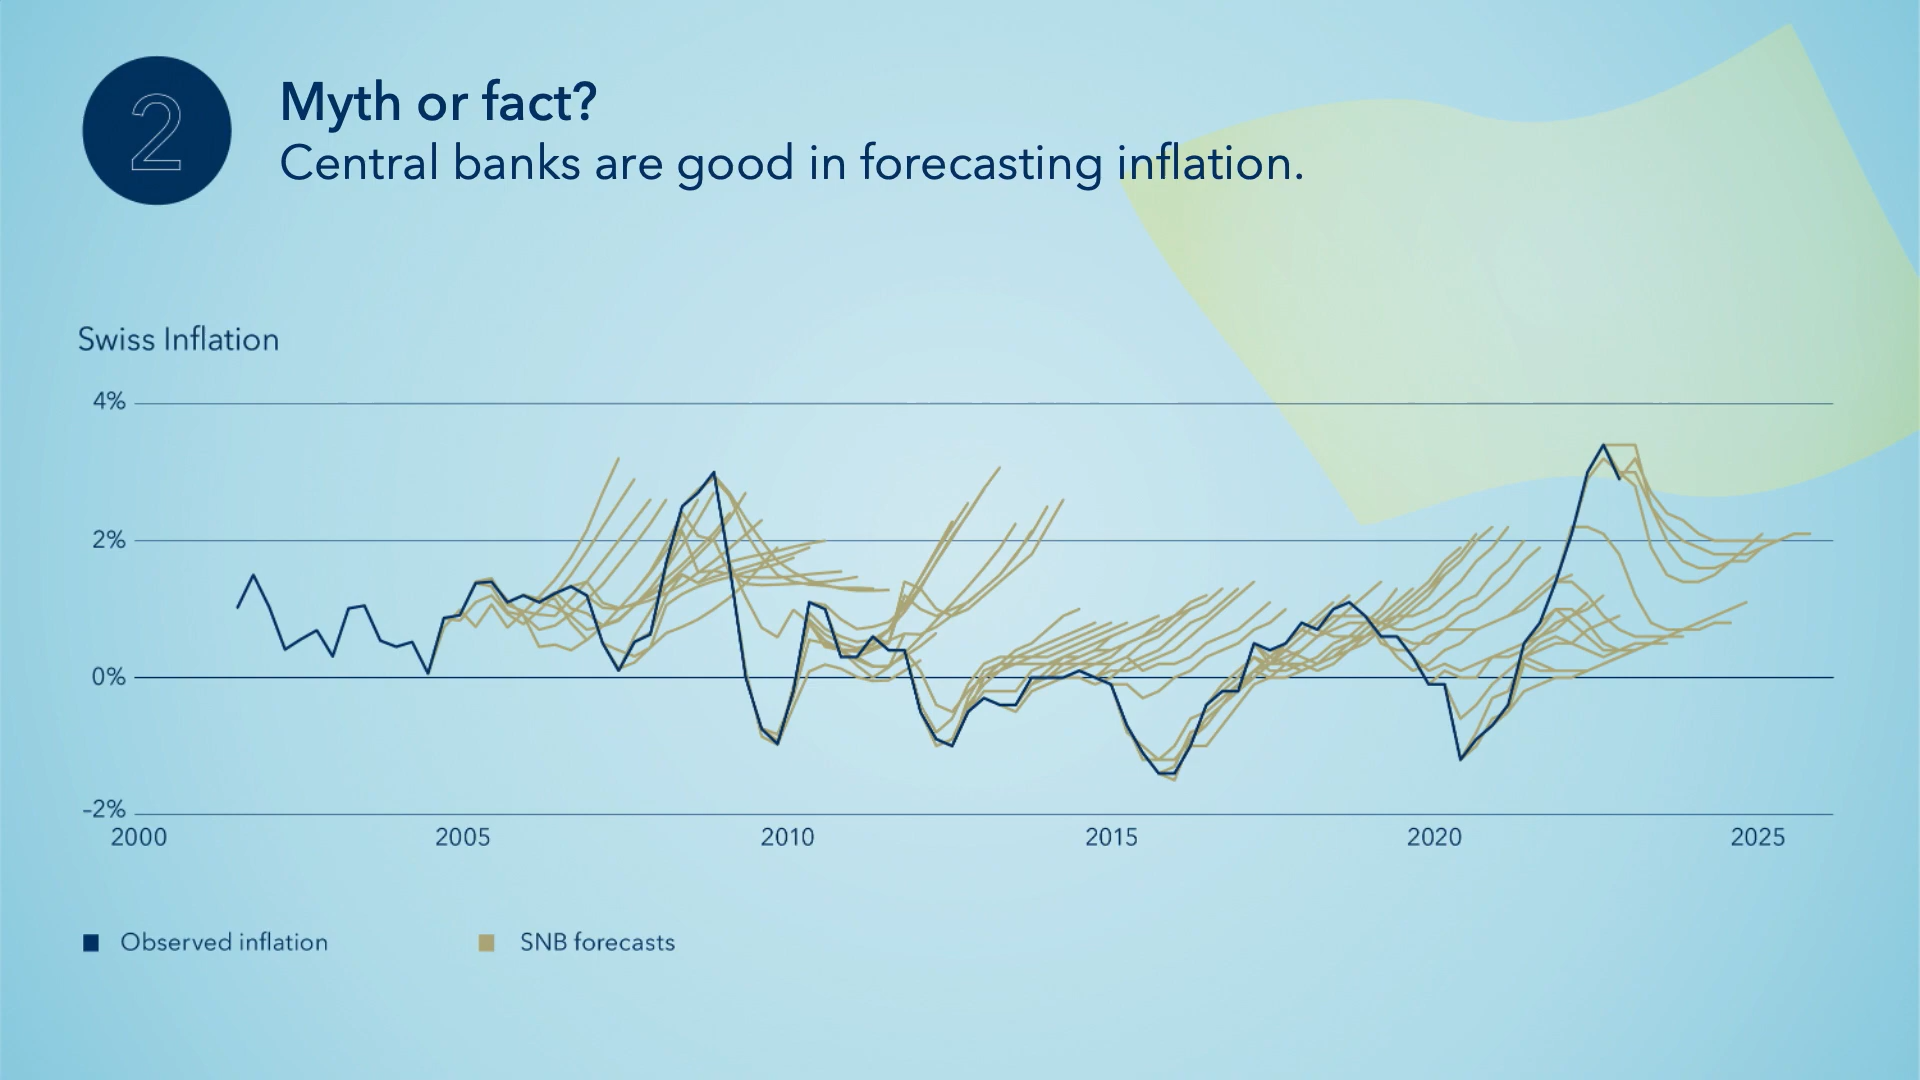 2
Myth or fact?
Central banks are good in forecasting inflation.
Swiss Inflation
4%
2%
0%
-2%
2000 2005 2010 2015 2020 2025
Observed inflation SNB forecasts